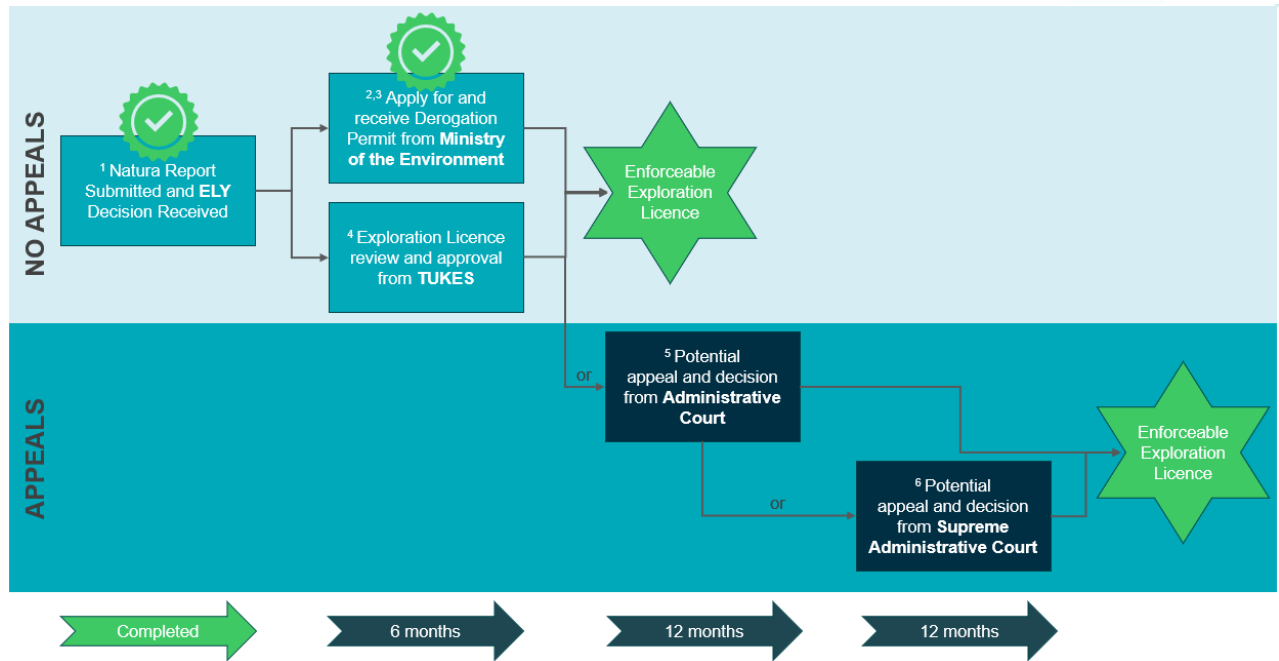 NO APPEALS
¹ Natura Report
Submitted and ELY
Decision Received
²,³ Apply for and
receive Derogation
Permit from Ministry
of the Environment
⁴ Exploration Licence
review and approval
from TUKES
Enforceable
Exploration
Licence
APPEALS
or
⁵ Potential
appeal and decision
from Administrative
Court
or
⁶ Potential
appeal and decision
from Supreme
Administrative Court
Enforceable
Exploration
Licence
Completed
6 months
12 months
12 months